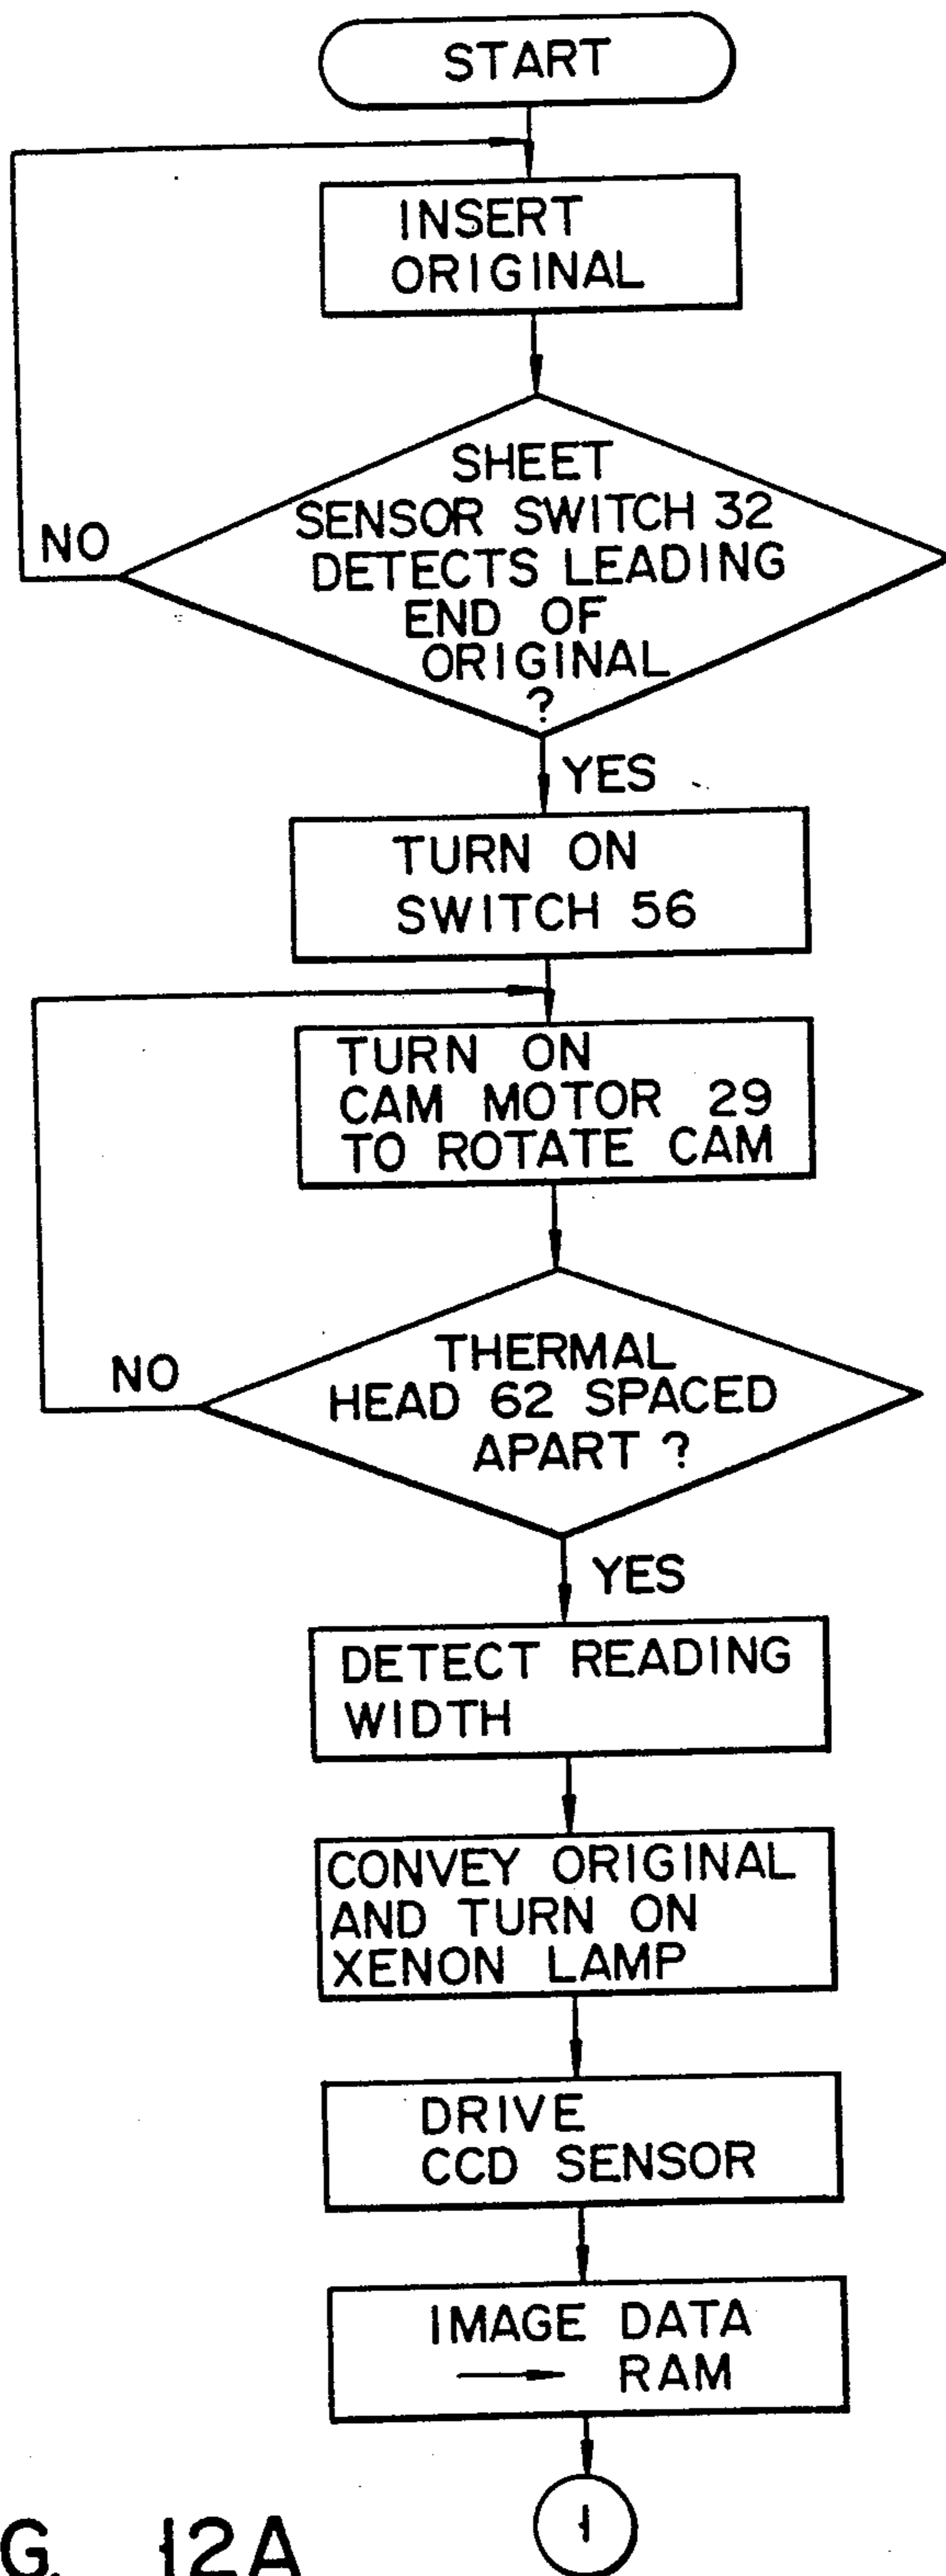 START
INSERT
ORIGINAL
SHEET
SENSOR SWITCH 32
DETECTS LEADING
END OF
ORIGINAL
?
NO
YES
TURN ON
SWITCH 56
TURN ON
CAM MOTOR 29
TO ROTATE CAM
THERMAL
HEAD 62 SPACED
APART ?
NO
YES
DETECT READING
WIDTH
CONVEY ORIGINAL
AND TURN ON
XENON LAMP
DRIVE
CCD SENSOR
IMAGE DATA
→ RAM
1
G. 12A